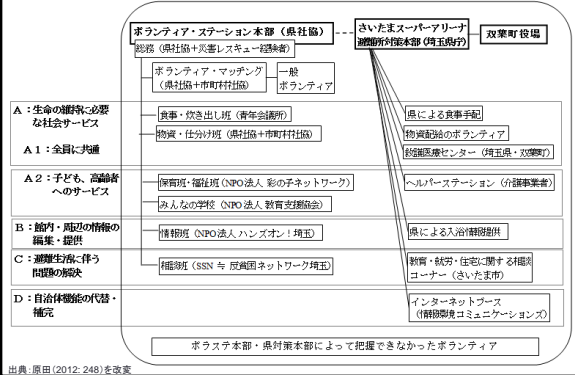 ボランティア・ステーション本部（県社協）
さいたまスーパーアリーナ
避難所対策本部（埼玉県庁）
双葉町役場
総務（県社協＋災害レスキュー経験者）
ボランティア・マッチング
（県社協＋市町村社協）
一般
ボランティア
A：生命の維持に必要
な社会サービス
A1：全員に共通
食事・炊き出し班（青年会議所）
物資・仕分け班（県社協＋市町村社協）
県による食事手配
物資配給のボランティア
救護医療センター（埼玉県・双葉町）
A2：子ども、高齢者
へのサービス
保育班・福祉班（NPO法人 彩の子ネットワーク）
みんなの学校（NPO法人 教育支援協会）
ヘルパーステーション（介護事業者）
B：館内・周辺の情報の
編集・提供
情報班（NPO法人 ハンズオン！埼玉）
県による入浴情報提供
C：避難生活に伴う
問題の解決
相談班（SSN ≒ 反貧困ネットワーク埼玉）
教育・就労・住宅に関する相談
コーナー（さいたま市）
D：自治体機能の代替・
補完
インターネットブース
（情報環境コミュニケーションズ）
ボラステ本部・県対策本部によって把握できなかったボランティア
出典：原田（2012: 248）を改変